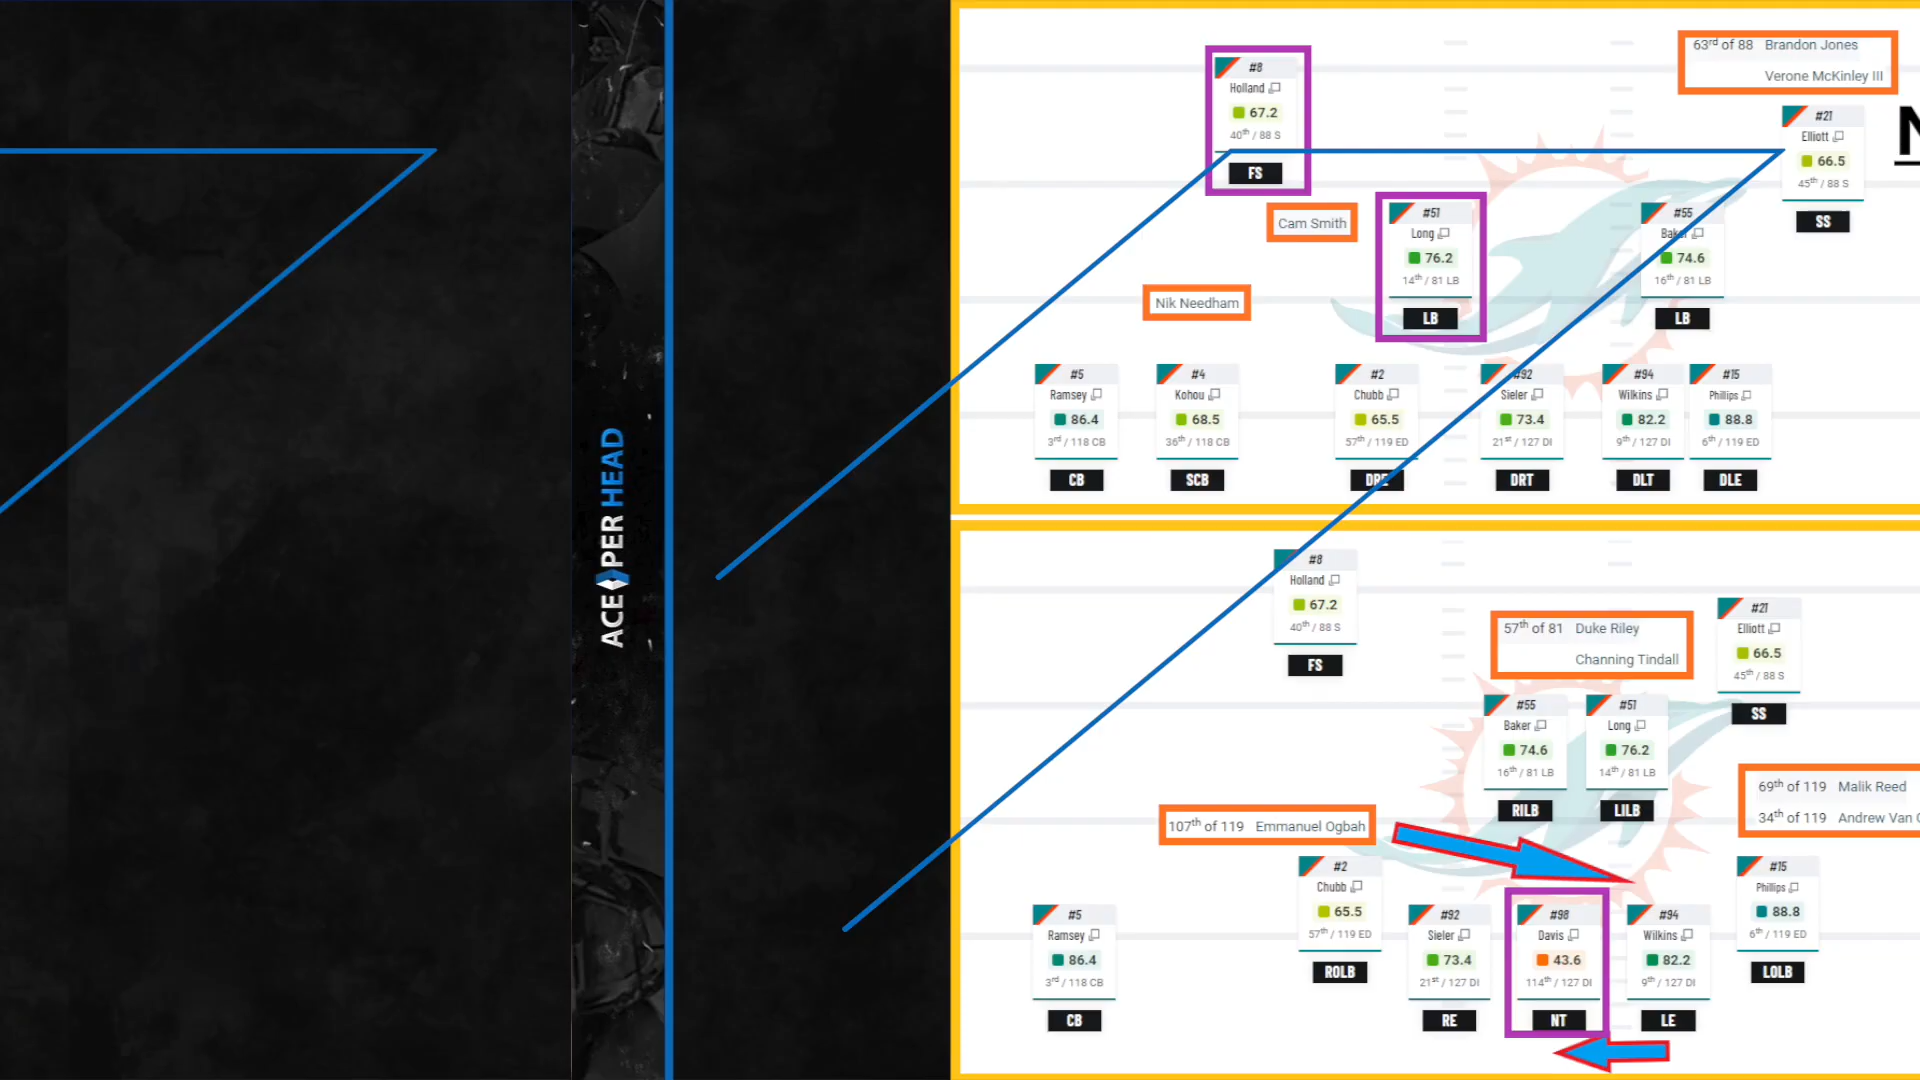 ACE PER HEAD
63rd of 88 Brandon Jones
Verone McKinley III
#8
Holland
67.2
40th / 88 S
FS
#21
Elliott
66.5
45th / 88 S
SS
N
Cam Smith
#51
Long
76.2
14th / 81 LB
LB
#55
Baker
74.6
16th / 81 LB
LB
Nik Needham
#5
Ramsey
86.4
3rd / 118 CB
CB
#4
Kohou
68.5
36th / 118 CB
SCB
#2
Chubb
65.5
57th / 119 ED
DRE
#92
Sieler
73.4
21st / 127 DI
DRT
#94
Wilkins
82.2
9th / 127 DI
DLT
#15
Phillips
88.8
6th / 119 ED
DLE
#8
Holland
67.2
40th / 88 S
FS
57th of 81 Duke Riley
Channing Tindall
#21
Elliott
66.5
45th / 88 S
SS
#55
Baker
74.6
16th / 81 LB
RILB
#51
Long
76.2
14th / 81 LB
LILB
69th of 119 Malik Reed
34th of 119 Andrew Van
107th of 119 Emmanuel Ogbah
#2
Chubb
65.5
57th / 119 ED
ROLB
#15
Phillips
88.8
6th / 119 ED
LOLB
#5
Ramsey
86.4
3rd / 118 CB
CB
#92
Sieler
73.4
21st / 127 DI
RE
#98
Davis
43.6
114th / 127 DI
NT
#94
Wilkins
82.2
9th / 127 DI
LE